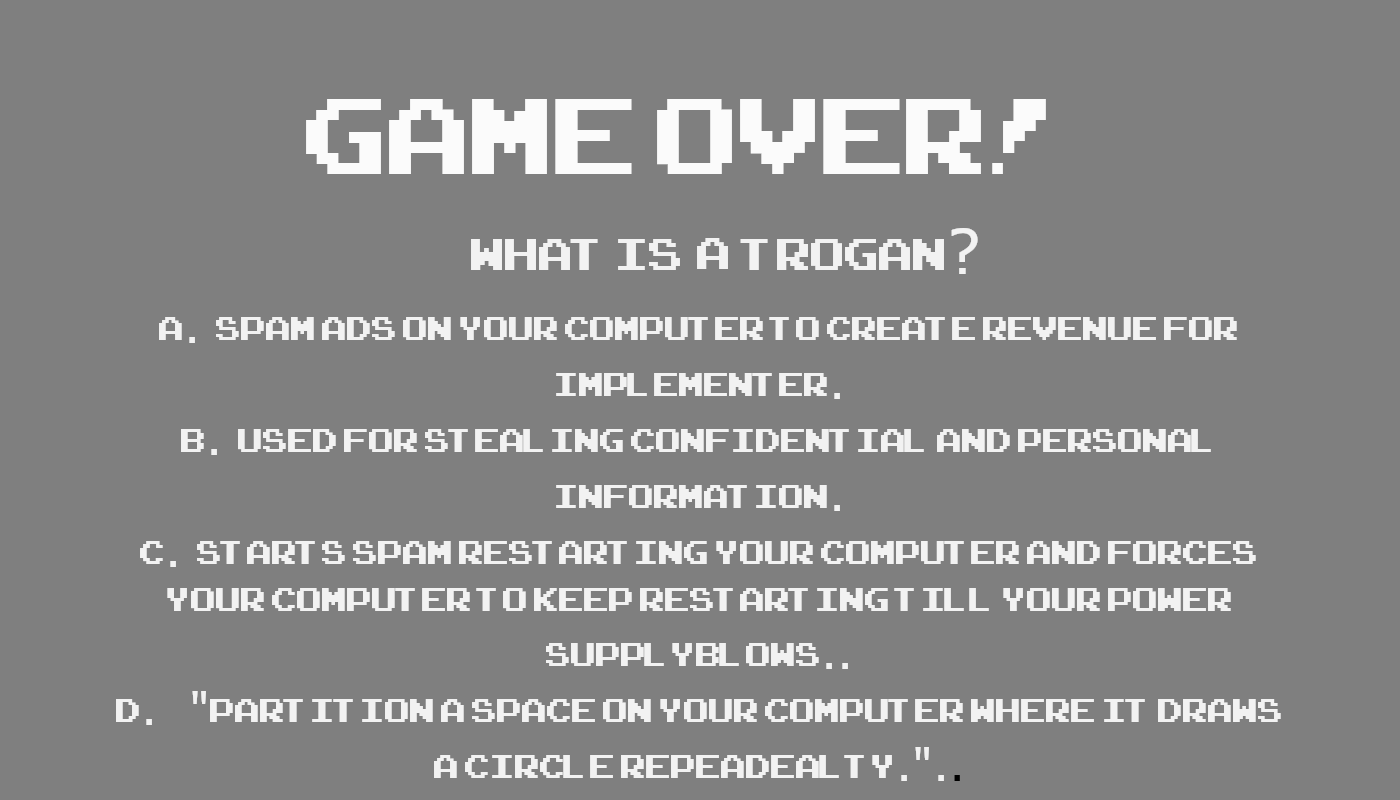 GAME OVER!
WHAT IS A TROGAN?
A. SPAM ADS ON YOUR COMPUTER TO CREATE REVENUE FOR
IMPLEMENTER.
B. USED FOR STEALING CONFIDENTIAL AND PERSONAL
INFORMATION.
C. STARTS SPAM RESTARTING YOUR COMPUTER AND FORCES
YOUR COMPUTER TO KEEP RESTARTING TILL YOUR POWER
SUPPLYBLOWS..
D. "PARTITION A SPACE ON YOUR COMPUTER WHERE IT DRAWS
A CIRCLE REPEADEALTY."..